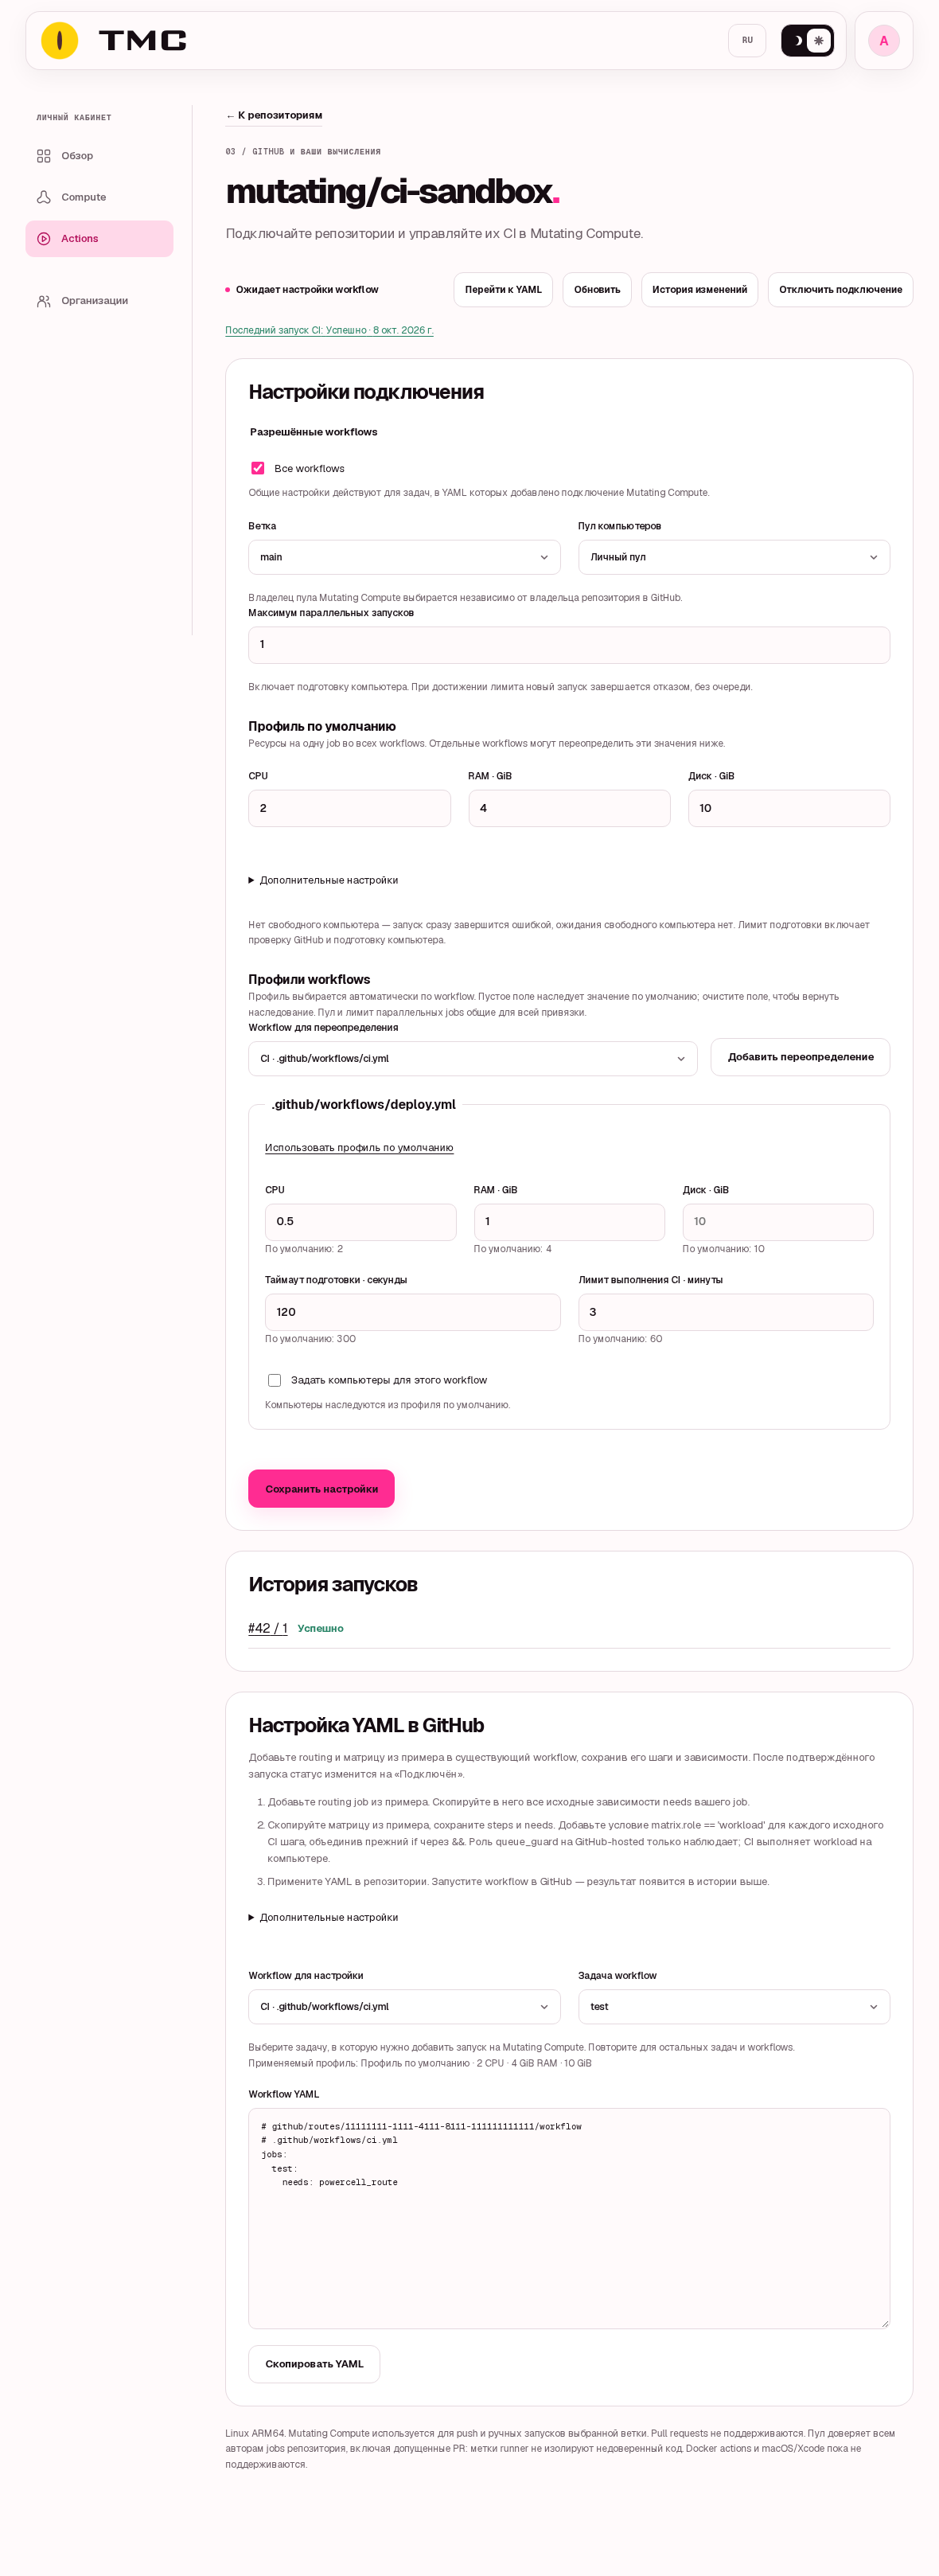 TMC
RU
A
ЛИЧНЫЙ КАБИНЕТ
Обзор
Compute
Actions
Организации
← К репозиториям
03 / GITHUB И ВАШИ ВЫЧИСЛЕНИЯ
mutating/ci-sandbox.
Подключайте репозитории и управляйте их CI в Mutating Compute.
Ожидает настройки workflow
Перейти к YAML
Обновить
История изменений
Отключить подключение
Последний запуск CI: Успешно · 8 окт. 2026 г.
Настройки подключения
Разрешённые workflows
Все workflows
Общие настройки действуют для задач, в YAML которых добавлено подключение Mutating Compute.
Ветка
Пул компьютеров
main
Личный пул
Владелец пула Mutating Compute выбирается независимо от владельца репозитория в GitHub.
Максимум параллельных запусков
1
Включает подготовку компьютера. При достижении лимита новый запуск завершается отказом, без очереди.
Профиль по умолчанию
Ресурсы на одну job во всех workflows. Отдельные workflows могут переопределить эти значения ниже.
CPU
RAM · GiB
Диск · GiB
2
4
10
Дополнительные настройки
Нет свободного компьютера — запуск сразу завершится ошибкой, ожидания свободного компьютера нет. Лимит подготовки включает
проверку GitHub и подготовку компьютера.
Профили workflows
Профиль выбирается автоматически по workflow. Пустое поле наследует значение по умолчанию; очистите поле, чтобы вернуть
наследование. Пул и лимит параллельных jobs общие для всей привязки.
Workflow для переопределения
CI · .github/workflows/ci.yml
Добавить переопределение
.github/workflows/deploy.yml
Использовать профиль по умолчанию
CPU
RAM · GiB
Диск · GiB
0.5
1
10
По умолчанию: 2
По умолчанию: 4
По умолчанию: 10
Таймаут подготовки · секунды
Лимит выполнения CI · минуты
120
3
По умолчанию: 300
По умолчанию: 60
Задать компьютеры для этого workflow
Компьютеры наследуются из профиля по умолчанию.
Сохранить настройки
История запусков
#42 / 1 Успешно
Настройка YAML в GitHub
Добавьте routing и матрицу из примера в существующий workflow, сохранив его шаги и зависимости. После подтверждённого
запуска статус изменится на «Подключён».
1. Добавьте routing job из примера. Скопируйте в него все исходные зависимости needs вашего job.
2. Скопируйте матрицу из примера, сохраните steps и needs. Добавьте условие matrix.role == 'workload' для каждого исходного
CI шага, объединив прежний if через &&. Роль queue_guard на GitHub-hosted только наблюдает; CI выполняет workload на
компьютере.
3. Примените YAML в репозитории. Запустите workflow в GitHub — результат появится в истории выше.
Дополнительные настройки
Workflow для настройки
Задача workflow
CI · .github/workflows/ci.yml
test
Выберите задачу, в которую нужно добавить запуск на Mutating Compute. Повторите для остальных задач и workflows.
Применяемый профиль: Профиль по умолчанию · 2 CPU · 4 GiB RAM · 10 GiB
Workflow YAML
# github/routes/11111111-1111-4111-8111-111111111111/workflow
# .github/workflows/ci.yml
jobs:
  test:
    needs: powercell_route
Скопировать YAML
Linux ARM64. Mutating Compute используется для push и ручных запусков выбранной ветки. Pull requests не поддерживаются. Пул доверяет всем
авторам jobs репозитория, включая допущенные PR: метки runner не изолируют недоверенный код. Docker actions и macOS/Xcode пока не
поддерживаются.